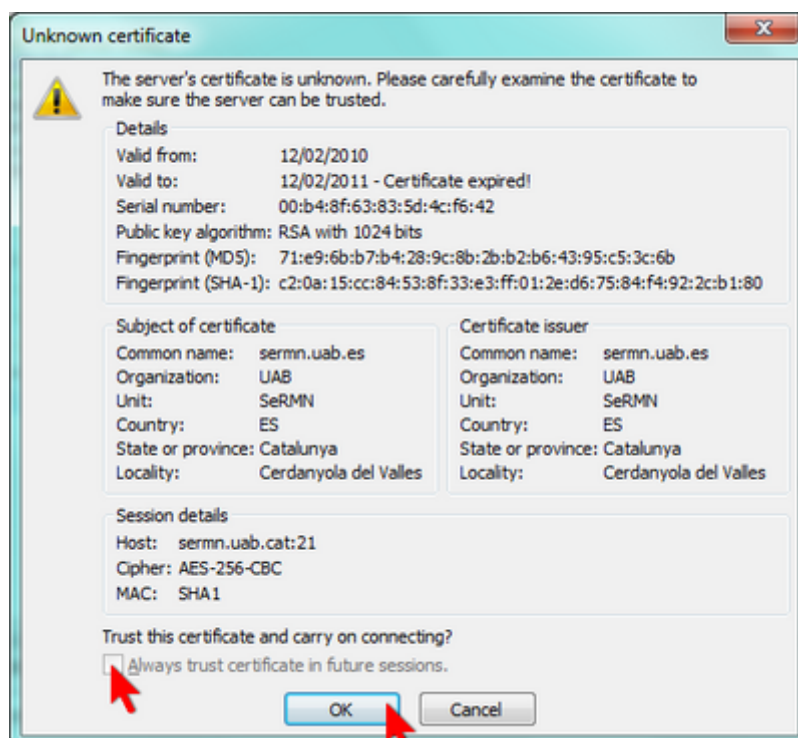 Unknown certificate
The server's certificate is unknown. Please carefully examine the certificate to
make sure the server can be trusted.
Details
Valid from: 12/02/2010
Valid to: 12/02/2011 - Certificate expired!
Serial number: 00:b4:8f:63:83:5d:4c:f6:42
Public key algorithm: RSA with 1024 bits
Fingerprint (MD5): 71:e9:6b:b7:b4:28:9c:8b:2b:b2:b6:43:95:c5:3c:6b
Fingerprint (SHA-1): c2:0a:15:cc:84:53:8f:33:e3:ff:01:2e:d6:75:84:f4:92:2c:b1:80
Subject of certificate
Common name: sermn.uab.es
Organization: UAB
Unit: SeRMN
Country: ES
State or province: Catalunya
Locality: Cerdanyola del Valles
Certificate issuer
Common name: sermn.uab.es
Organization: UAB
Unit: SeRMN
Country: ES
State or province: Catalunya
Locality: Cerdanyola del Valles
Session details
Host: sermn.uab.cat:21
Cipher: AES-256-CBC
MAC: SHA1
Trust this certificate and carry on connecting?
Always trust certificate in future sessions.
OK
Cancel